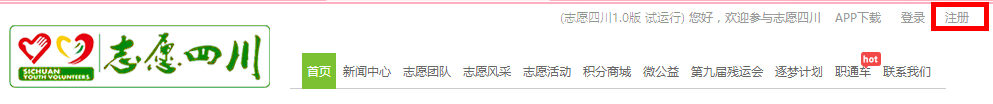 (志愿四川1.0版 试运行) 您好，欢迎参与志愿四川 APP下载 登录 注册
SICHUAN
YOUTH VOLUNTEERS
志愿四川
hot
首页 新闻中心 志愿团队 志愿风采 志愿活动 积分商城 微公益 第九届残运会 逐梦计划 职通车 联系我们